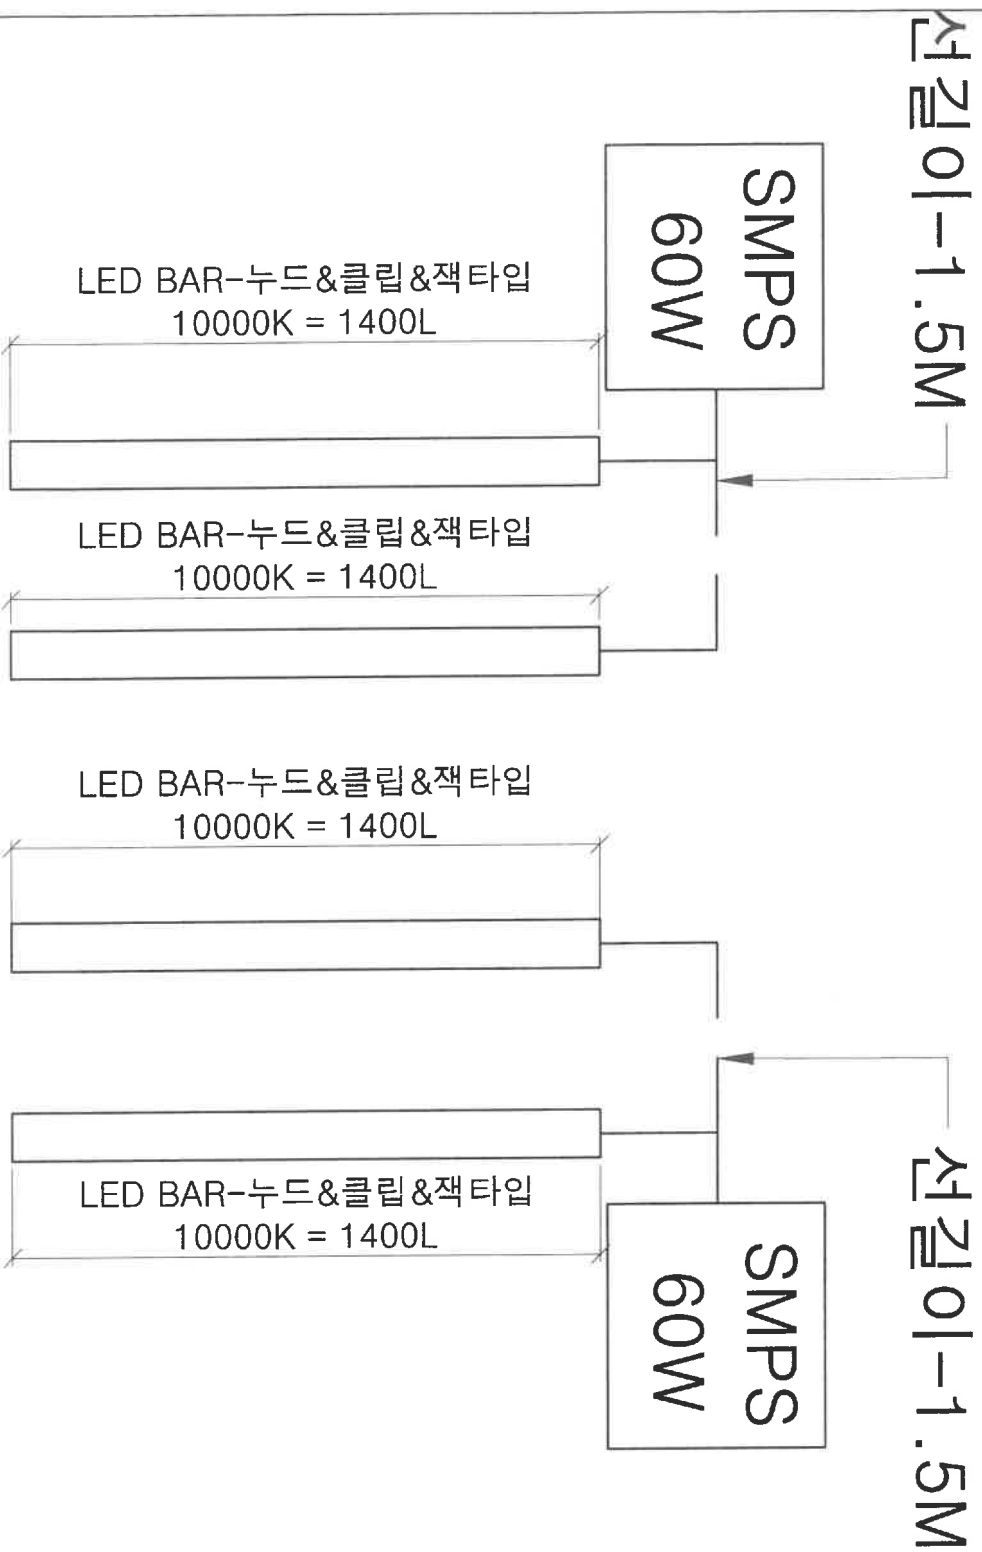 선길이-1.5M
SMPS
60W
LED BAR-누드&클립&잭타입
10000K = 1400L
LED BAR-누드&클립&잭타입
10000K = 1400L
LED BAR-누드&클립&잭타입
10000K = 1400L
LED BAR-누드&클립&잭타입
10000K = 1400L
SMPS
60W
선길이-1.5M